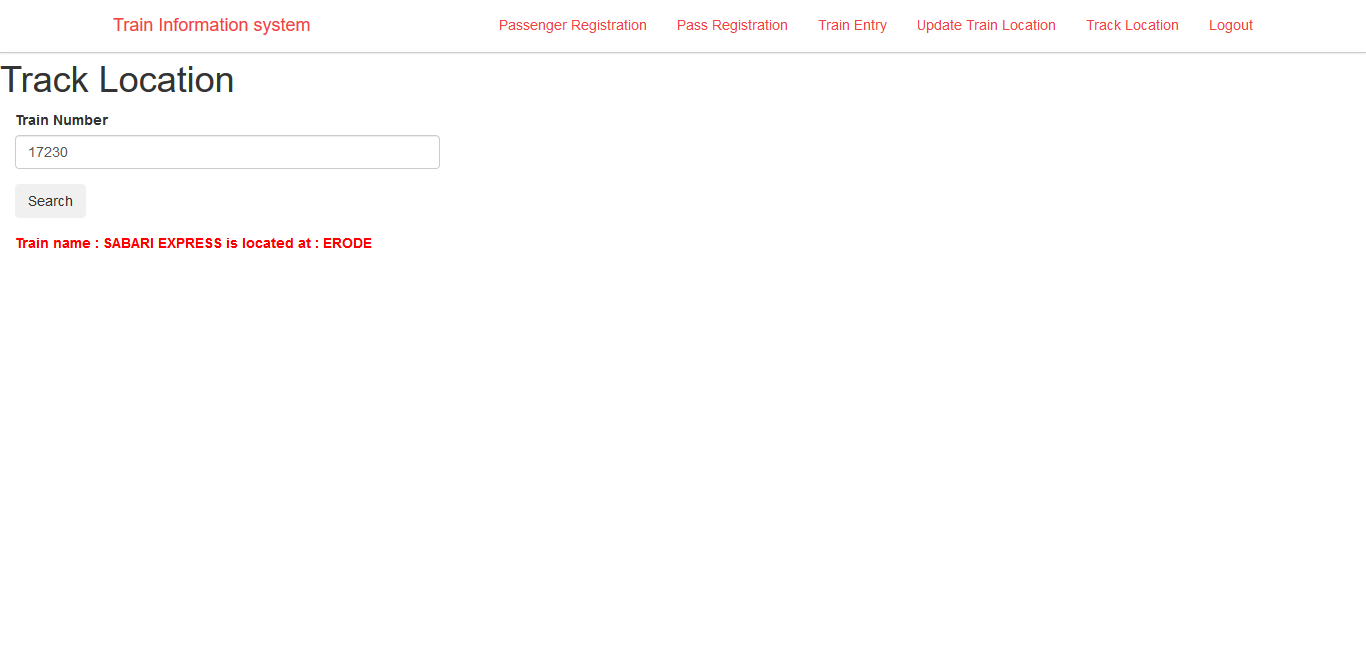 Train Information system Passenger Registration Pass Registration Train Entry Update Train Location Track Location Logout
Track Location
Train Number
17230
Search
Train name : SABARI EXPRESS is located at : ERODE